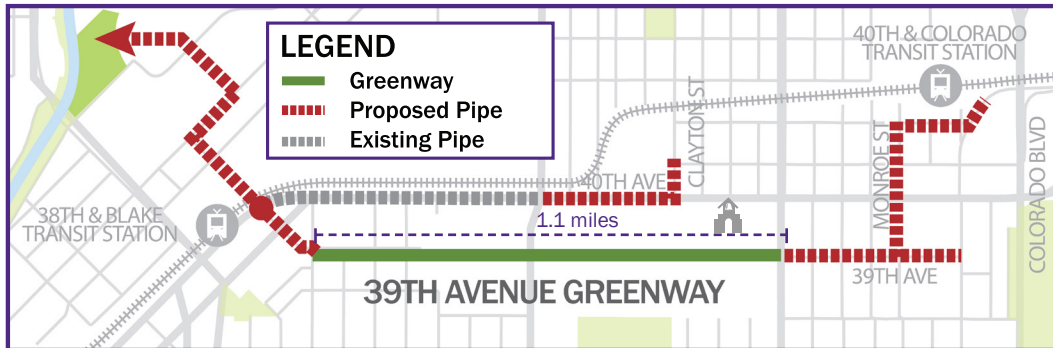 LEGEND
Greenway
Proposed Pipe
Existing Pipe
40TH & COLORADO
TRANSIT STATION
CLAYTON ST
MONROE ST
COLORADO BLVD
40TH AVE
38TH & BLAKE
TRANSIT STATION
1.1 miles
39TH AVE
39TH AVENUE GREENWAY